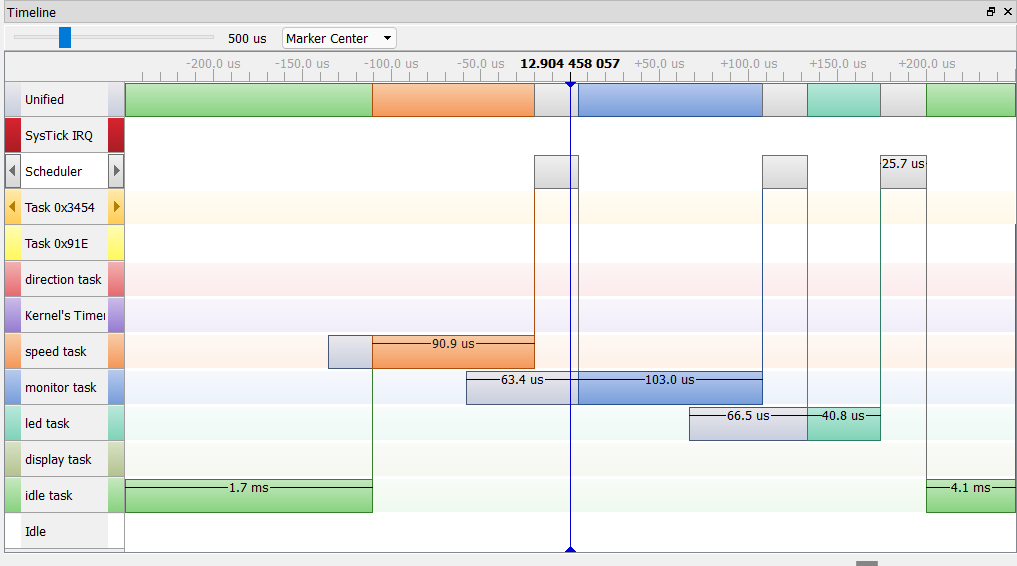 Timeline
500 us Marker Center
-200.0 us -150.0 us -100.0 us -50.0 us 12.904 458 057 +50.0 us +100.0 us +150.0 us +200.0 us
Unified
SysTick IRQ
Scheduler 25.7 us
Task 0x3454
Task 0x91E
direction task
Kernel's Timer
speed task 90.9 us
monitor task 63.4 us 103.0 us
led task 66.5 us 40.8 us
display task
idle task 1.7 ms 4.1 ms
Idle